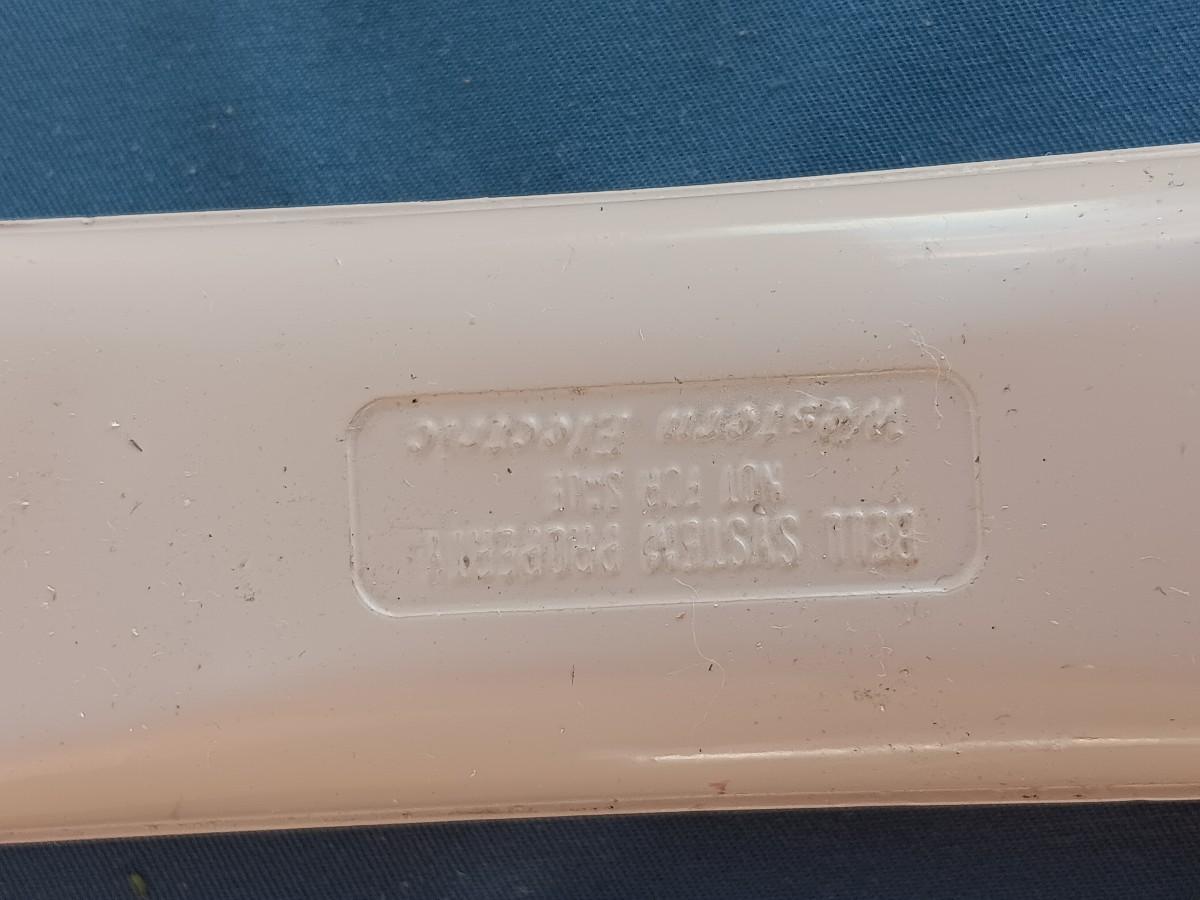 BELL SYSTEM PROPERTY
NOT FOR SALE
Western Electric